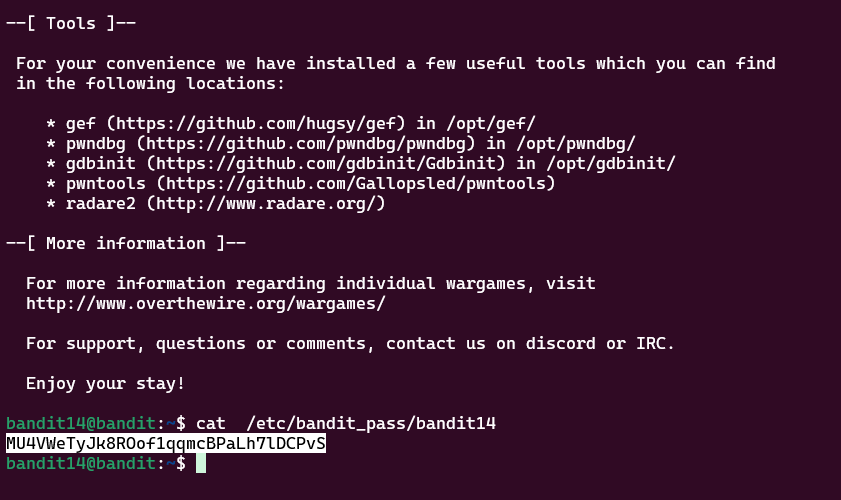 --[ Tools ]--
For your convenience we have installed a few useful tools which you can find
in the following locations:
* gef (https://github.com/hugsy/gef) in /opt/gef/
* pwndbg (https://github.com/pwndbg/pwndbg) in /opt/pwndbg/
* gdbinit (https://github.com/gdbinit/Gdbinit) in /opt/gdbinit/
* pwntools (https://github.com/Gallopsled/pwntools)
* radare2 (http://www.radare.org/)
--[ More information ]--
For more information regarding individual wargames, visit
http://www.overthewire.org/wargames/
For support, questions or comments, contact us on discord or IRC.
Enjoy your stay!
bandit14@bandit:~$ cat  /etc/bandit_pass/bandit14
MU4VWeTyJk8ROof1qqmcBPaLh7lDCPvS
bandit14@bandit:~$